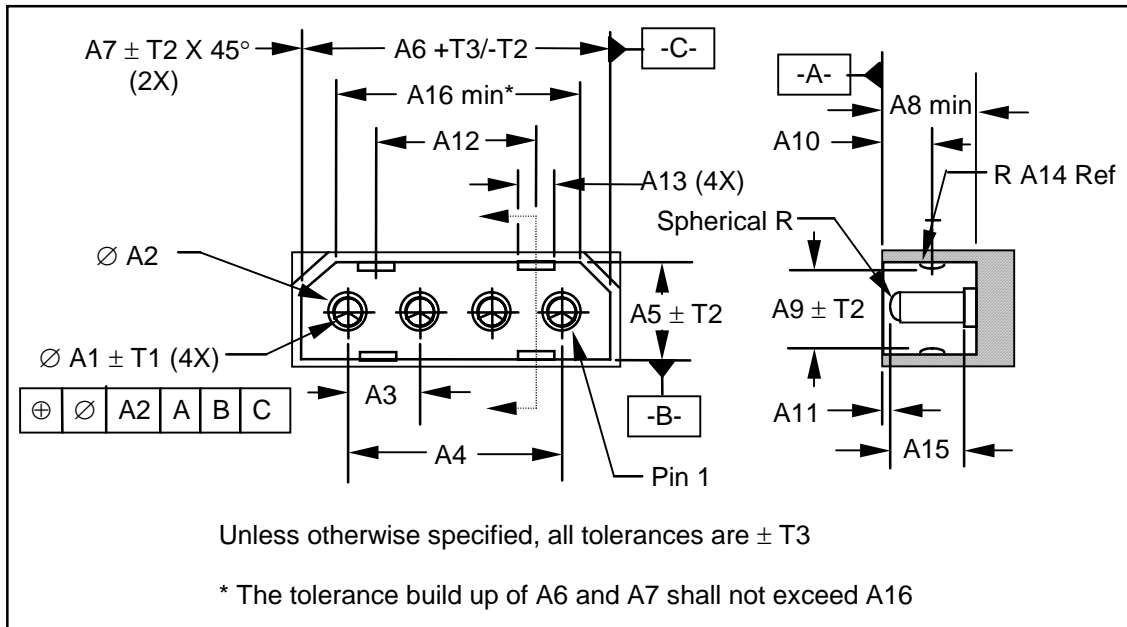 A7 ± T2 X 45°
(2X)
A6 +T3/-T2
-C-
A16 min*
A12
A13 (4X)
-A-
A8 min
A10
R A14 Ref
Spherical R
∅ A2
A5 ± T2
A9 ± T2
∅ A1 ± T1 (4X)
⊕ ∅ A2 A B C
A3
-B-
A11
A4
A15
Pin 1
Unless otherwise specified, all tolerances are ± T3
* The tolerance build up of A6 and A7 shall not exceed A16